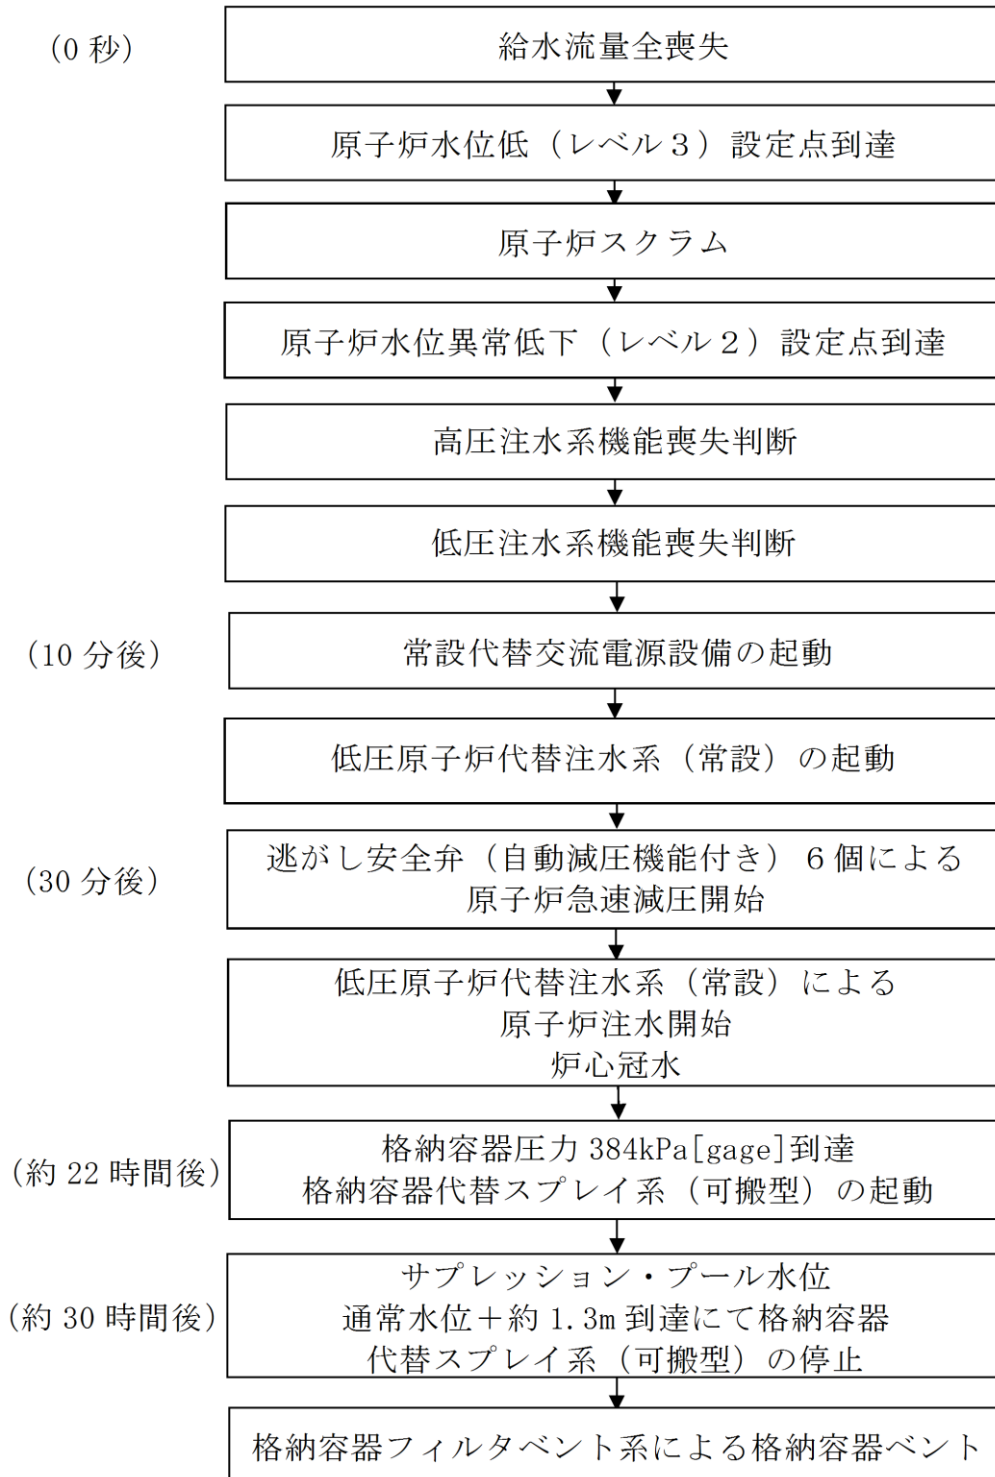 (0 秒)
給水流量全喪失
原子炉水位低（レベル３）設定点到達
原子炉スクラム
原子炉水位異常低下（レベル２）設定点到達
高圧注水系機能喪失判断
低圧注水系機能喪失判断
(10 分後)
常設代替交流電源設備の起動
低圧原子炉代替注水系（常設）の起動
(30 分後)
逃がし安全弁（自動減圧機能付き）６個による
原子炉急速減圧開始
低圧原子炉代替注水系（常設）による
原子炉注水開始
炉心冠水
(約 22 時間後)
格納容器圧力 384kPa[gage]到達
格納容器代替スプレイ系（可搬型）の起動
(約 30 時間後)
サプレッション・プール水位
通常水位＋約 1.3m 到達にて格納容器
代替スプレイ系（可搬型）の停止
格納容器フィルタベント系による格納容器ベント